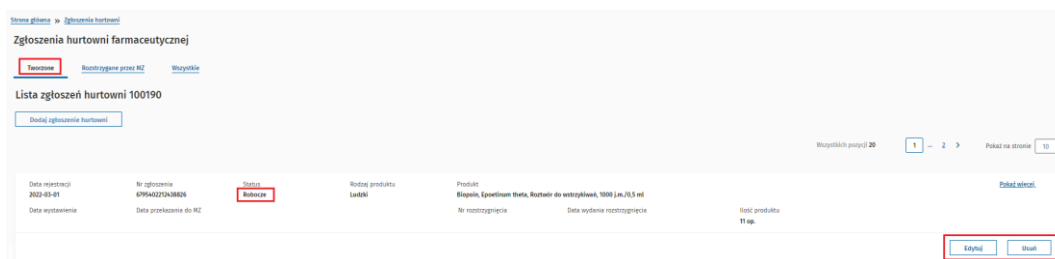 Strona główna >> Zgłoszenia hurtowni
Zgłoszenia hurtowni farmaceutycznej
Tworzone Rozstrzygane przez MZ Wszystkie
Lista zgłoszeń hurtowni 100190
Dodaj zgłoszenie hurtowni
Wszystkich pozycji 20 1 ... 2 > Pokaż na stronie 10
Data rejestracji Nr zgłoszenia Status Rodzaj produktu Produkt Pokaż więcej
2022-03-01 6795402212438826 Robocze Ludzki Biopoin, Epoetinum theta, Roztwór do wstrzykiwań, 1000 j.m./0,5 ml
Data wystawienia Data przekazania do MZ Nr rozstrzygnięcia Data wydania rozstrzygnięcia Ilość produktu
11 op.
Edytuj Usuń